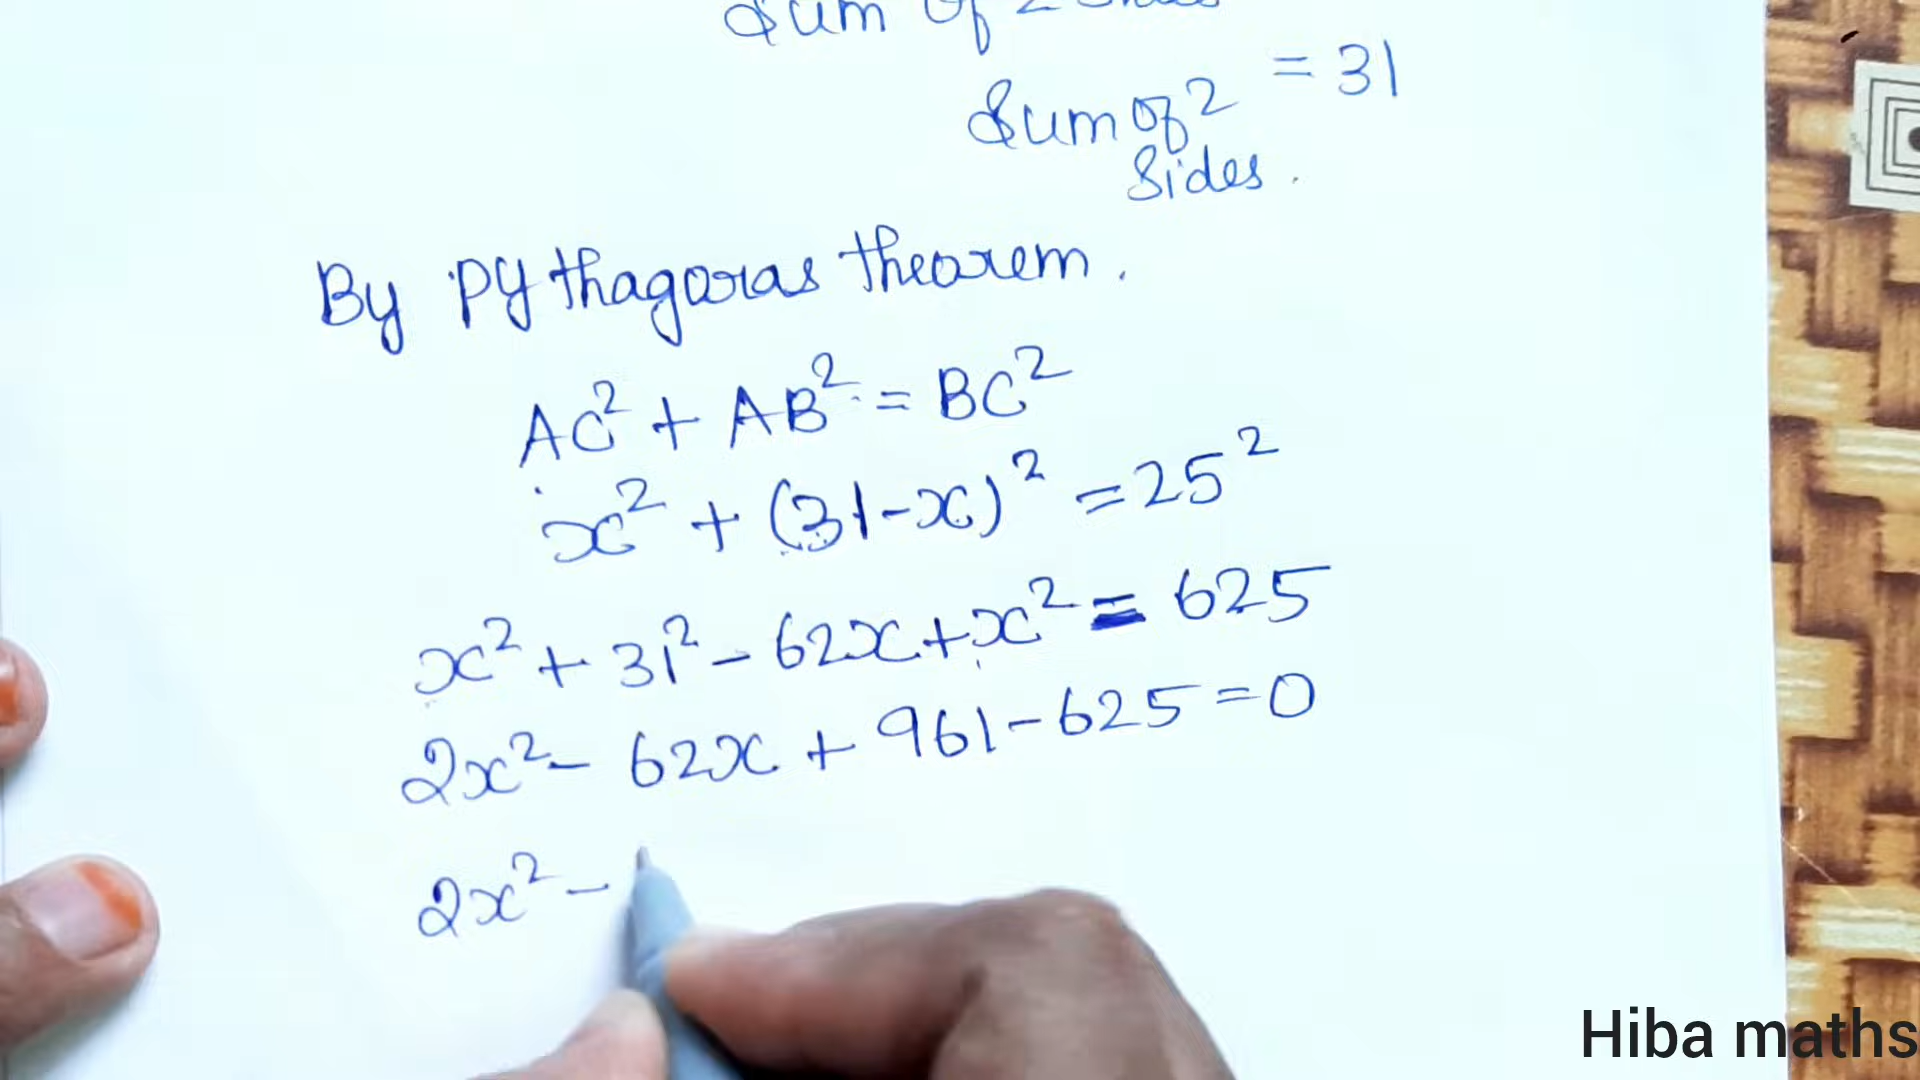 Sum of 2
= 31
Sum of 2
Sides.
By PYthagoras theorem.
AC² + AB² = BC²
x² + (31-x)² = 25²
x² + 31² - 62x + x² = 625
2x² - 62x + 961 - 625 = 0
2x² -
Hiba maths